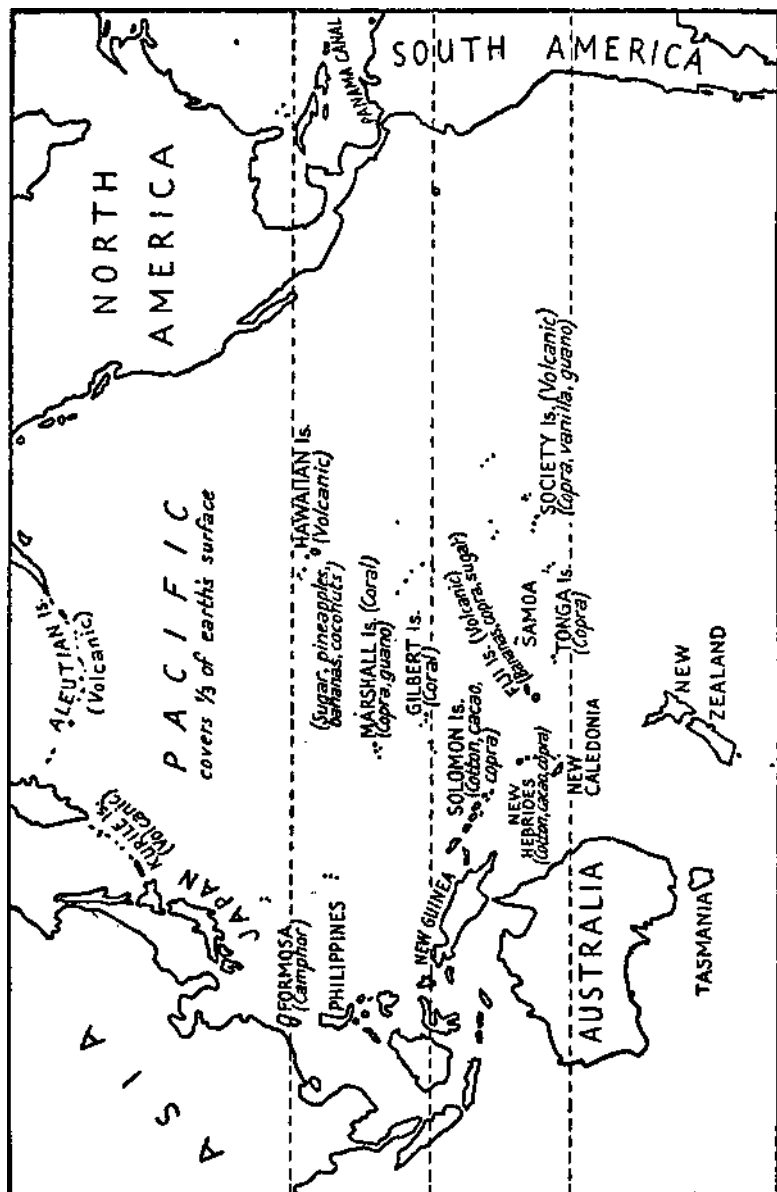 ASIA
NORTH
AMERICA
SOUTH AMERICA
PANAMA CANAL
ALEUTIAN Is.
(Volcanic)
KURILE Is.
(Volcanic)
JAPAN
PACIFIC
covers 1/3 of earth's surface
HAWAIIAN Is.
(Volcanic)
(Sugar, pineapples,
bananas, coconuts)
FORMOSA
(Camphor)
PHILIPPINES
MARSHALL Is. (Coral)
(Copra, guano)
GILBERT Is.
(Coral)
NEW GUINEA
SOLOMON Is.
(Cotton, cacao,
copra)
FIJI Is. (Volcanic)
(Bananas, copra, sugar)
SAMOA
SOCIETY Is. (Volcanic)
(Copra, vanilla, guano)
TONGA Is.
(Copra)
NEW
HEBRIDES
(Cotton, cacao, copra)
NEW
CALEDONIA
AUSTRALIA
TASMANIA
NEW
ZEALAND